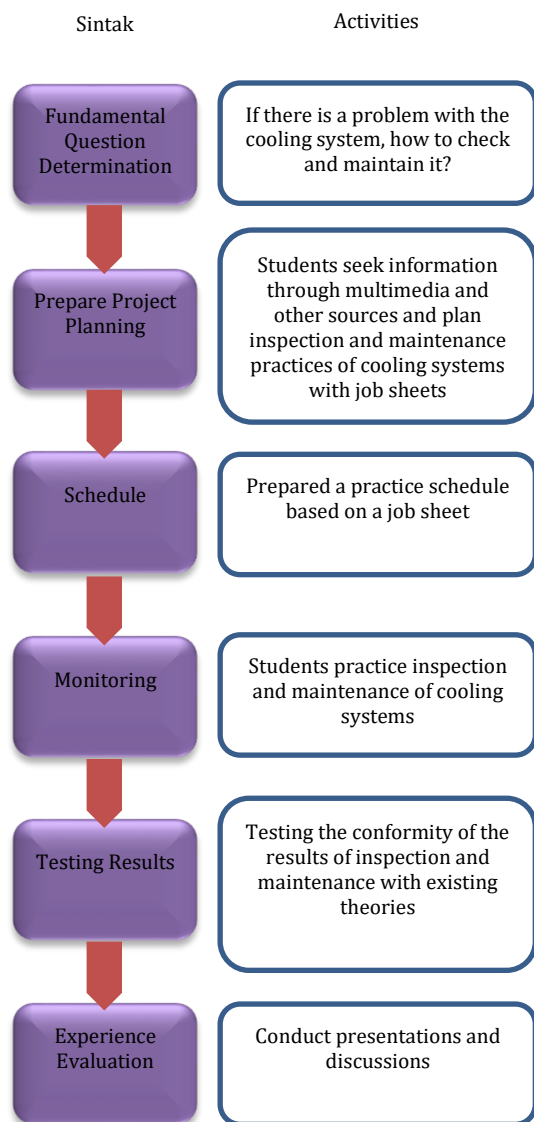 Sintak
Activities
Fundamental
Question
Determination
If there is a problem with the
cooling system, how to check
and maintain it?
Prepare Project
Planning
Students seek information
through multimedia and
other sources and plan
inspection and maintenance
practices of cooling systems
with job sheets
Schedule
Prepared a practice schedule
based on a job sheet
Monitoring
Students practice inspection
and maintenance of cooling
systems
Testing Results
Testing the conformity of the
results of inspection and
maintenance with existing
theories
Experience
Evaluation
Conduct presentations and
discussions